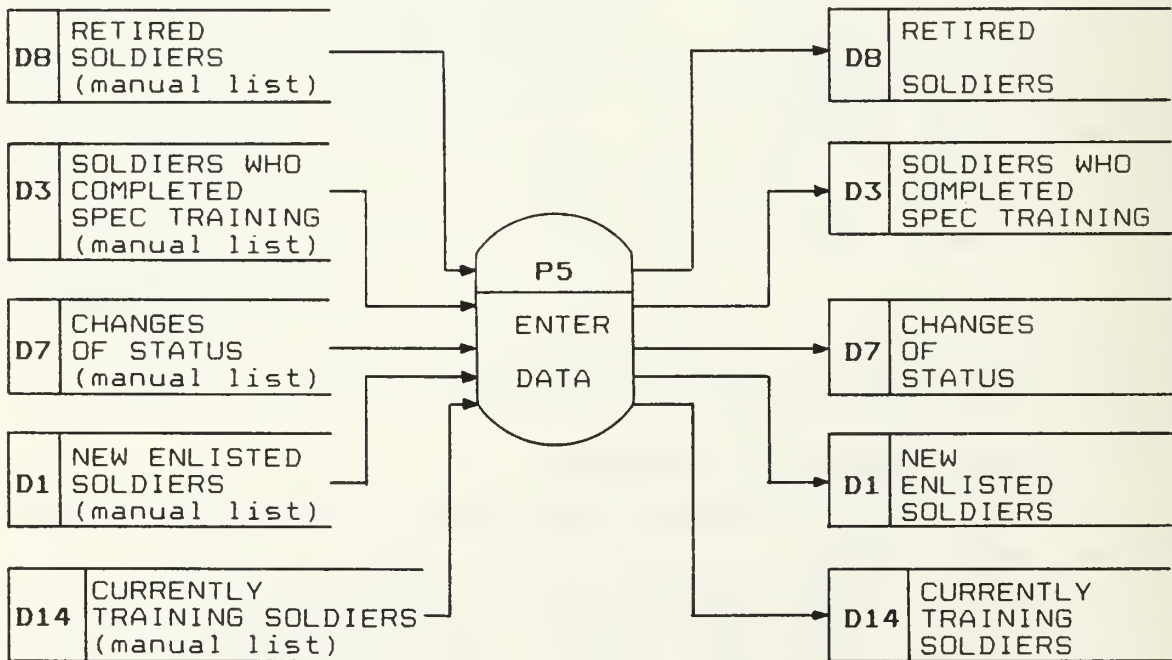 D8
RETIRED
SOLDIERS
(manual list)
D3
SOLDIERS WHO
COMPLETED
SPEC TRAINING
(manual list)
D7
CHANGES
OF STATUS
(manual list)
D1
NEW ENLISTED
SOLDIERS
(manual list)
D14
CURRENTLY
TRAINING SOLDIERS
(manual list)
P5
ENTER
DATA
D8
RETIRED
SOLDIERS
D3
SOLDIERS WHO
COMPLETED
SPEC TRAINING
D7
CHANGES
OF
STATUS
D1
NEW
ENLISTED
SOLDIERS
D14
CURRENTLY
TRAINING
SOLDIERS